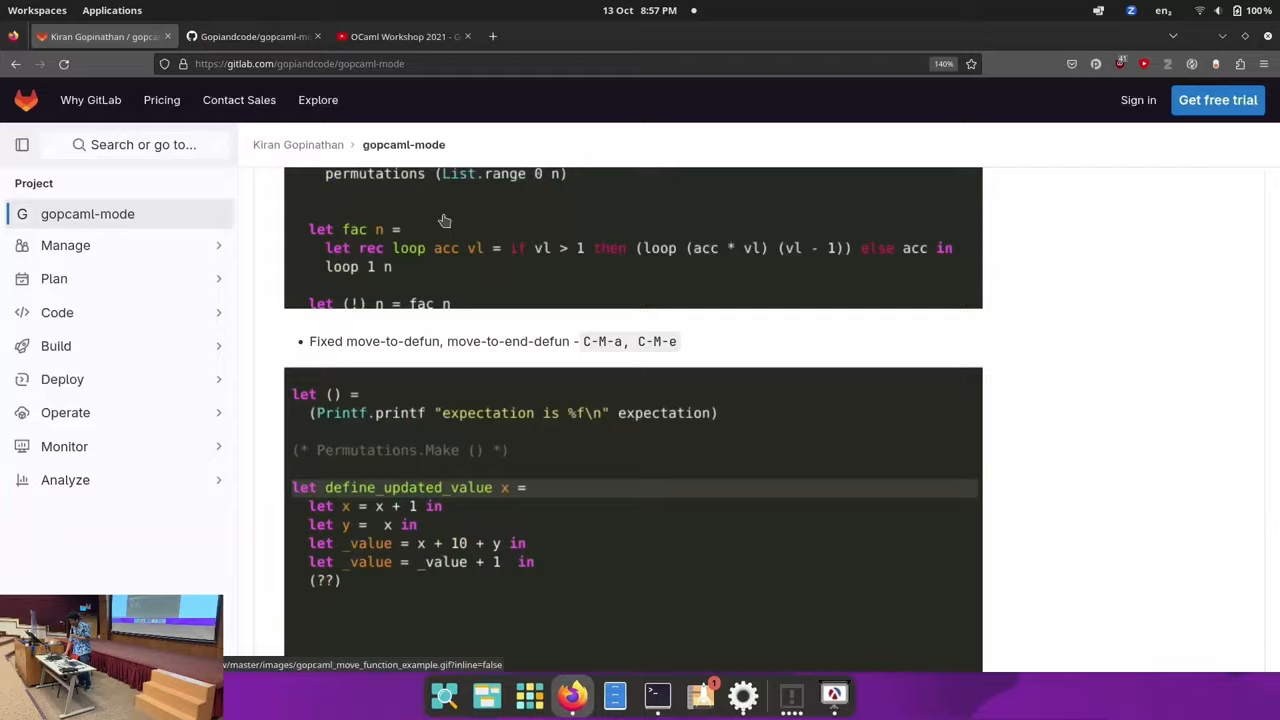 Workspaces Applications 13 Oct 8:57 PM en₂ 100 %
Kiran Gopinathan / gopca Gopiandcode/gopcaml-m OCaml Workshop 2021 - G
https://gitlab.com/gopiandcode/gopcaml-mode 140%
Why GitLab Pricing Contact Sales Explore Sign in Get free trial
Search or go to... Kiran Gopinathan › gopcaml-mode
Project
G gopcaml-mode
Manage
Plan
Code
Build
Deploy
Operate
Monitor
Analyze
permutations (List.range 0 n)
let fac n =
let rec loop acc vl = if vl > 1 then (loop (acc * vl) (vl - 1)) else acc in
loop 1 n
let (!) n = fac n
• Fixed move-to-defun, move-to-end-defun - C-M-a, C-M-e
let () =
(Printf.printf "expectation is %f\n" expectation)
(* Permutations.Make () *)
let define_updated_value x =
let x = x + 1 in
let y =  x in
let _value = x + 10 + y in
let _value = _value + 1  in
(??)
w/master/images/gopcaml_move_function_example.gif?inline=false
1